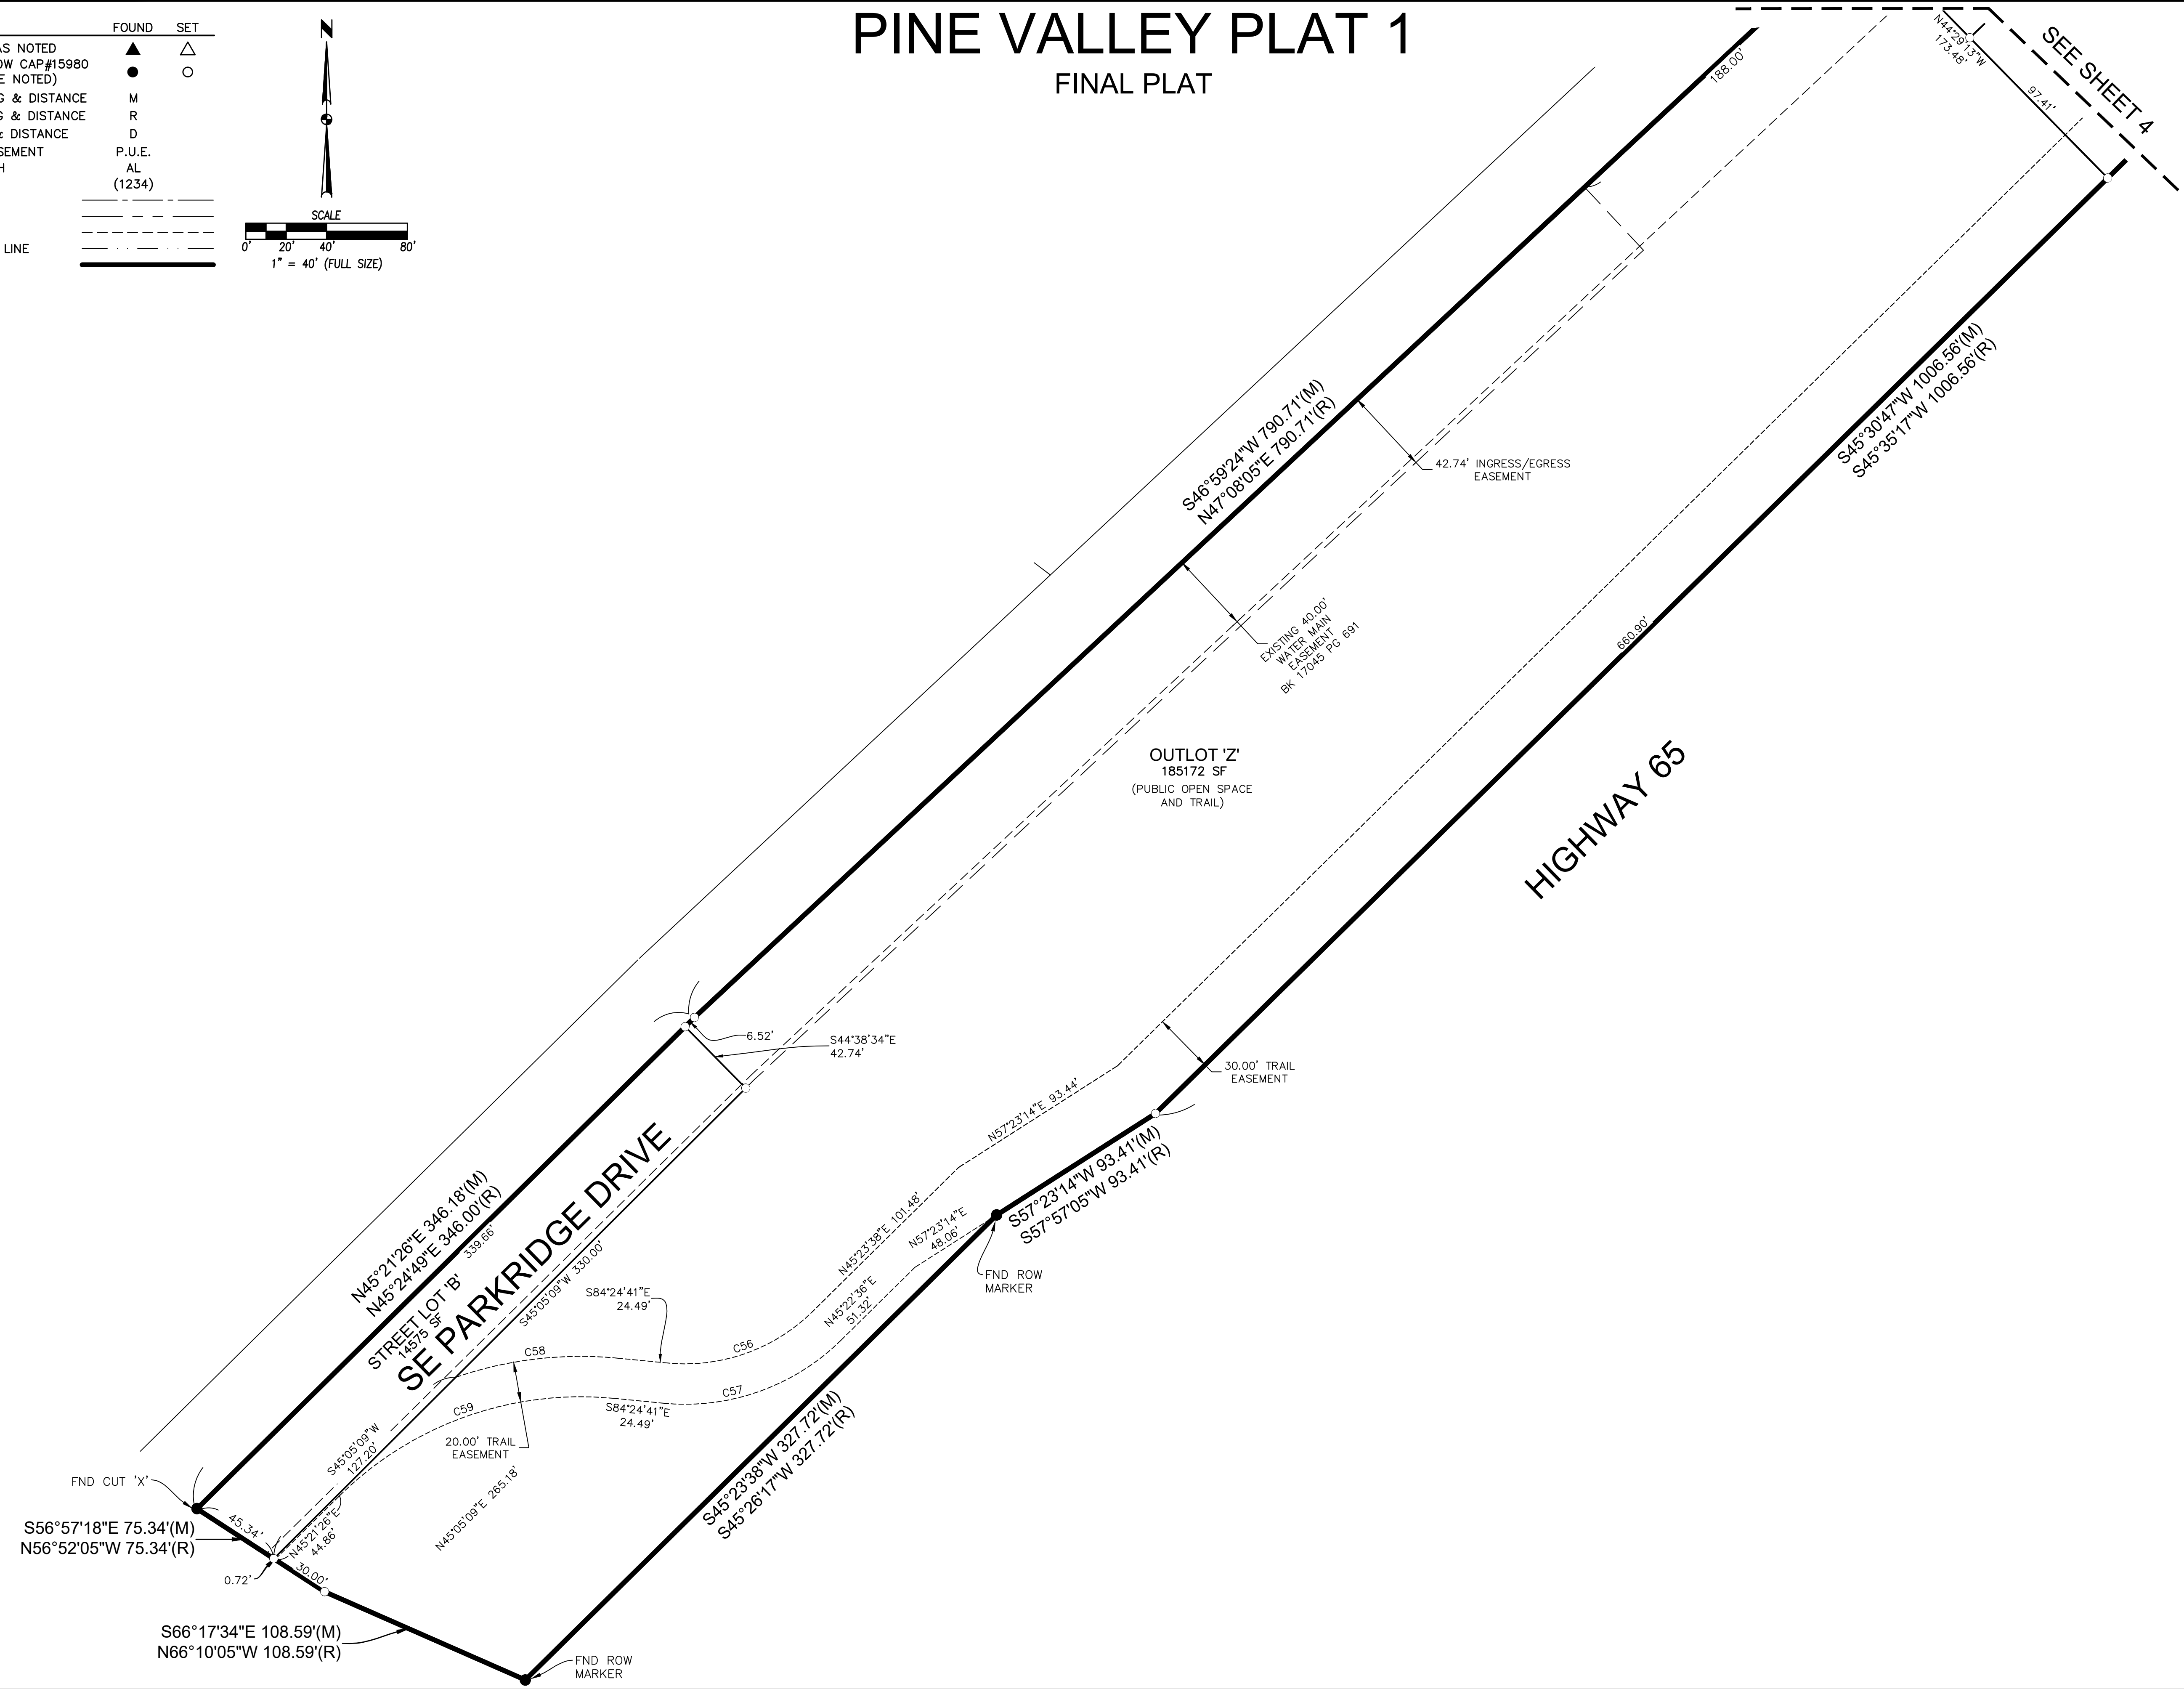 PINE VALLEY PLAT 1
FINAL PLAT
FOUND SET
AS NOTED
OW CAP#15980
E NOTED)
G & DISTANCE M
G & DISTANCE R
& DISTANCE D
SEMENT P.U.E.
H AL
(1234)
LINE
N
SCALE
0' 20' 40' 80'
1" = 40' (FULL SIZE)
188.00'
N44°29'13"W
173.48'
97.41'
SEE SHEET 4
S46°59'24"W 790.71'(M)
N47°08'05"E 790.71'(R)
42.74' INGRESS/EGRESS
EASEMENT
S45°30'47"W 1006.56'(M)
S45°35'17"W 1006.56'(R)
EXISTING 40.00'
WATER MAIN
EASEMENT
BK 17045 PG 691
660.90'
OUTLOT 'Z'
185172 SF
(PUBLIC OPEN SPACE
AND TRAIL)
HIGHWAY 65
6.52'
S44°38'34"E
42.74'
30.00' TRAIL
EASEMENT
N57°23'14"E 93.44'
S57°23'14"W 93.41'(M)
S57°57'05"W 93.41'(R)
N45°21'26"E 346.18'(M)
N45°24'49"E 346.00'(R)
339.66'
STREET LOT 'B'
14575 SF
SE PARKRIDGE DRIVE
S45°05'09"W 330.00'
N45°23'38"E 101.48'
N57°23'14"E
48.06'
FND ROW
MARKER
S84°24'41"E
24.49'
N45°22'36"E
51.32'
C58
C56
C57
C59
S84°24'41"E
24.49'
20.00' TRAIL
EASEMENT
S45°05'09"W
127.20'
N45°05'09"E 265.18'
S45°23'38"W 327.72'(M)
S45°26'17"W 327.72'(R)
FND CUT 'X'
45.34'
S56°57'18"E 75.34'(M)
N56°52'05"W 75.34'(R)
N45°21'26"E
44.86'
0.72'
30.00'
S66°17'34"E 108.59'(M)
N66°10'05"W 108.59'(R)
FND ROW
MARKER